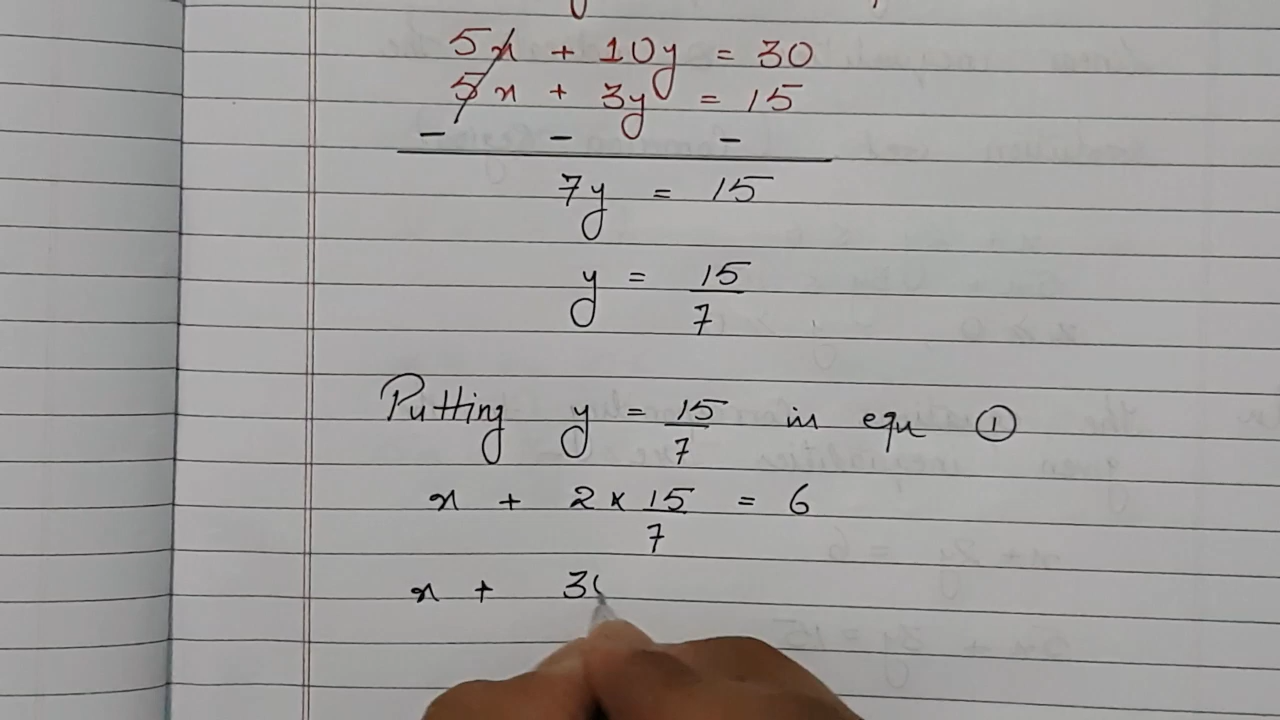 5x + 10y = 30
5x + 3y = 15
- - -
7y = 15
y = 15/7
Putting y = 15/7 in equ ①
x + 2 × 15/7 = 6
x + 30